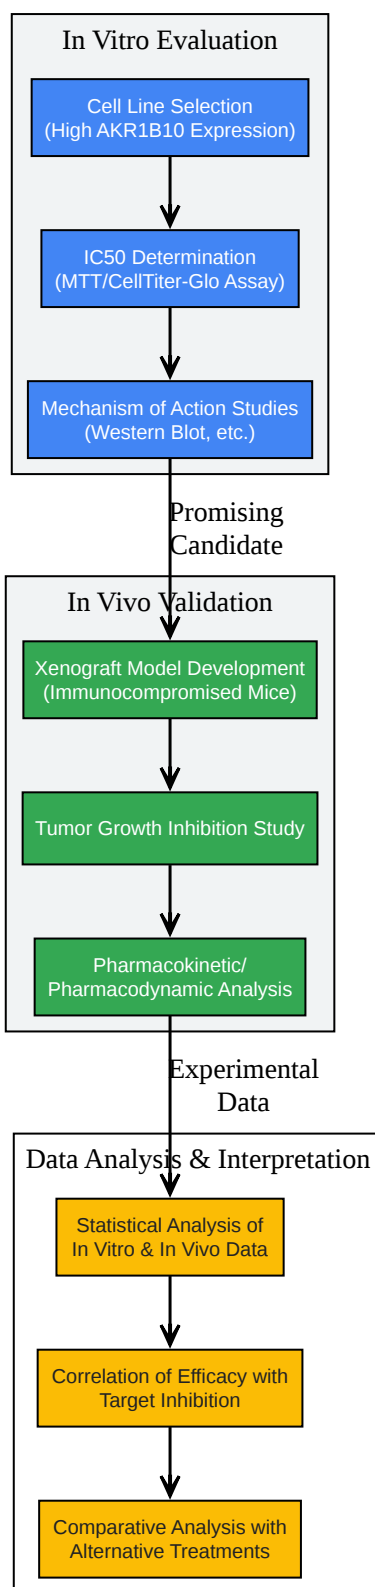 In Vitro Evaluation
Cell Line Selection
(High AKR1B10 Expression)
IC50 Determination
(MTT/CellTiter-Glo Assay)
Mechanism of Action Studies
(Western Blot, etc.)
Promising
Candidate
In Vivo Validation
Xenograft Model Development
(Immunocompromised Mice)
Tumor Growth Inhibition Study
Pharmacokinetic/
Pharmacodynamic Analysis
Experimental
Data
Data Analysis & Interpretation
Statistical Analysis of
In Vitro & In Vivo Data
Correlation of Efficacy with
Target Inhibition
Comparative Analysis with
Alternative Treatments